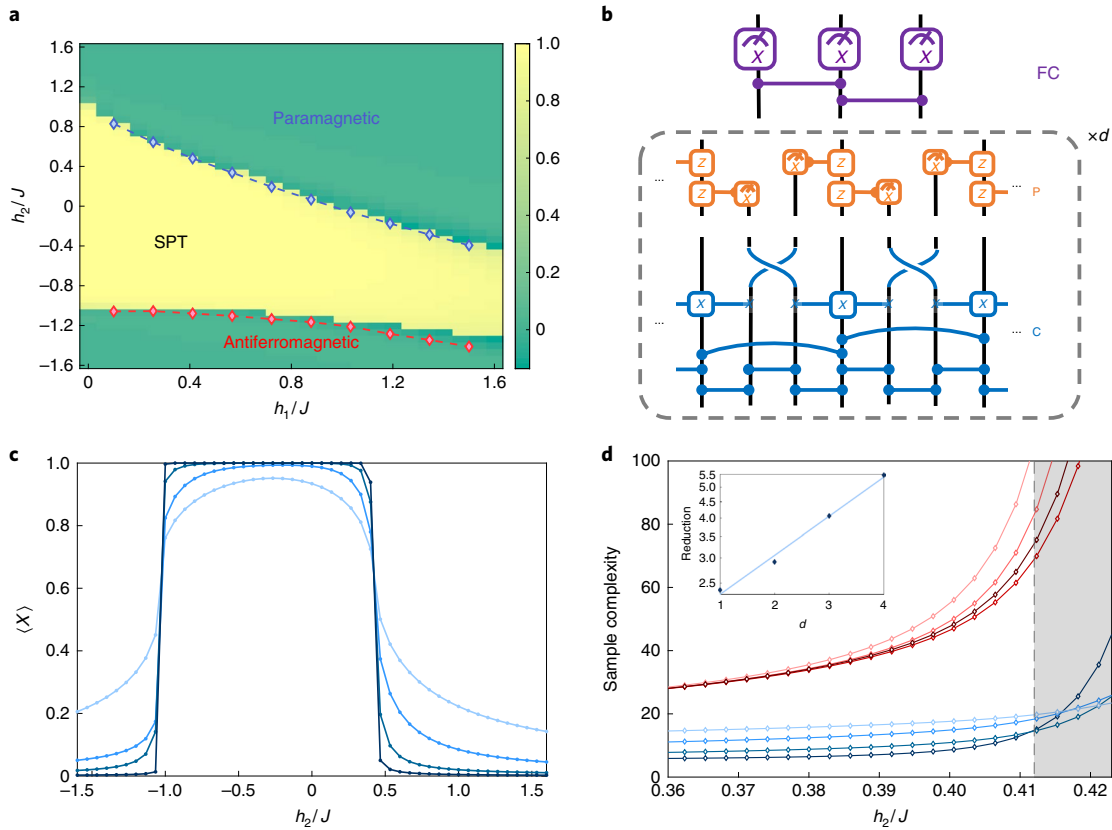 a
1.6
1.2
0.8
0.4
0
−0.4
−0.8
−1.2
−1.6
h2/J
0
0.4
0.8
1.2
1.6
h1/J
Paramagnetic
SPT
Antiferromagnetic
1.0
0.8
0.6
0.4
0.2
0
b
X X X
FC
×d
Z X X Z X Z
... Z X Z X Z ... P
X X X
... ... C
c
1.0
0.8
0.6
0.4
0.2
0
⟨X⟩
−1.5
−1.0
−0.5
0
0.5
1.0
1.5
h2/J
d
100
80
60
40
20
0
Sample complexity
0.36
0.37
0.38
0.39
0.40
0.41
0.42
h2/J
5.5
5.0
4.5
4.0
3.5
3.0
2.5
Reduction
1
2
3
4
d